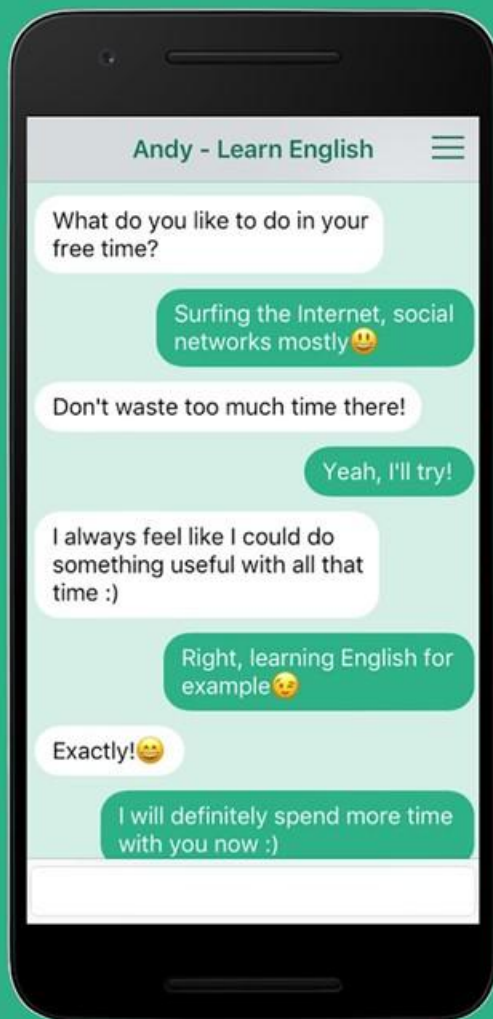 Andy - Learn English
What do you like to do in your
free time?
Surfing the Internet, social
networks mostly😃
Don't waste too much time there!
Yeah, I'll try!
I always feel like I could do
something useful with all that
time :)
Right, learning English for
example😉
Exactly!😄
I will definitely spend more time
with you now :)